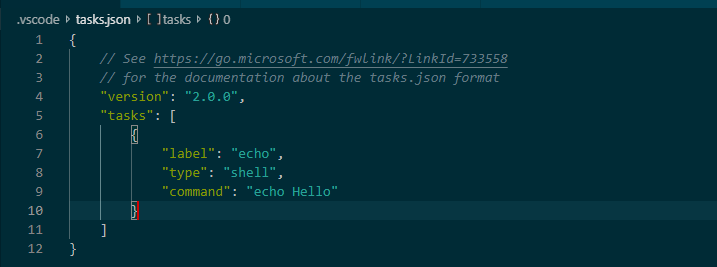 .vscode > tasks.json > [ ] tasks > {} 0
1 {
2 // See https://go.microsoft.com/fwlink/?LinkId=733558
3 // for the documentation about the tasks.json format
4 "version": "2.0.0",
5 "tasks": [
6 {
7 "label": "echo",
8 "type": "shell",
9 "command": "echo Hello"
10 }
11 ]
12 }